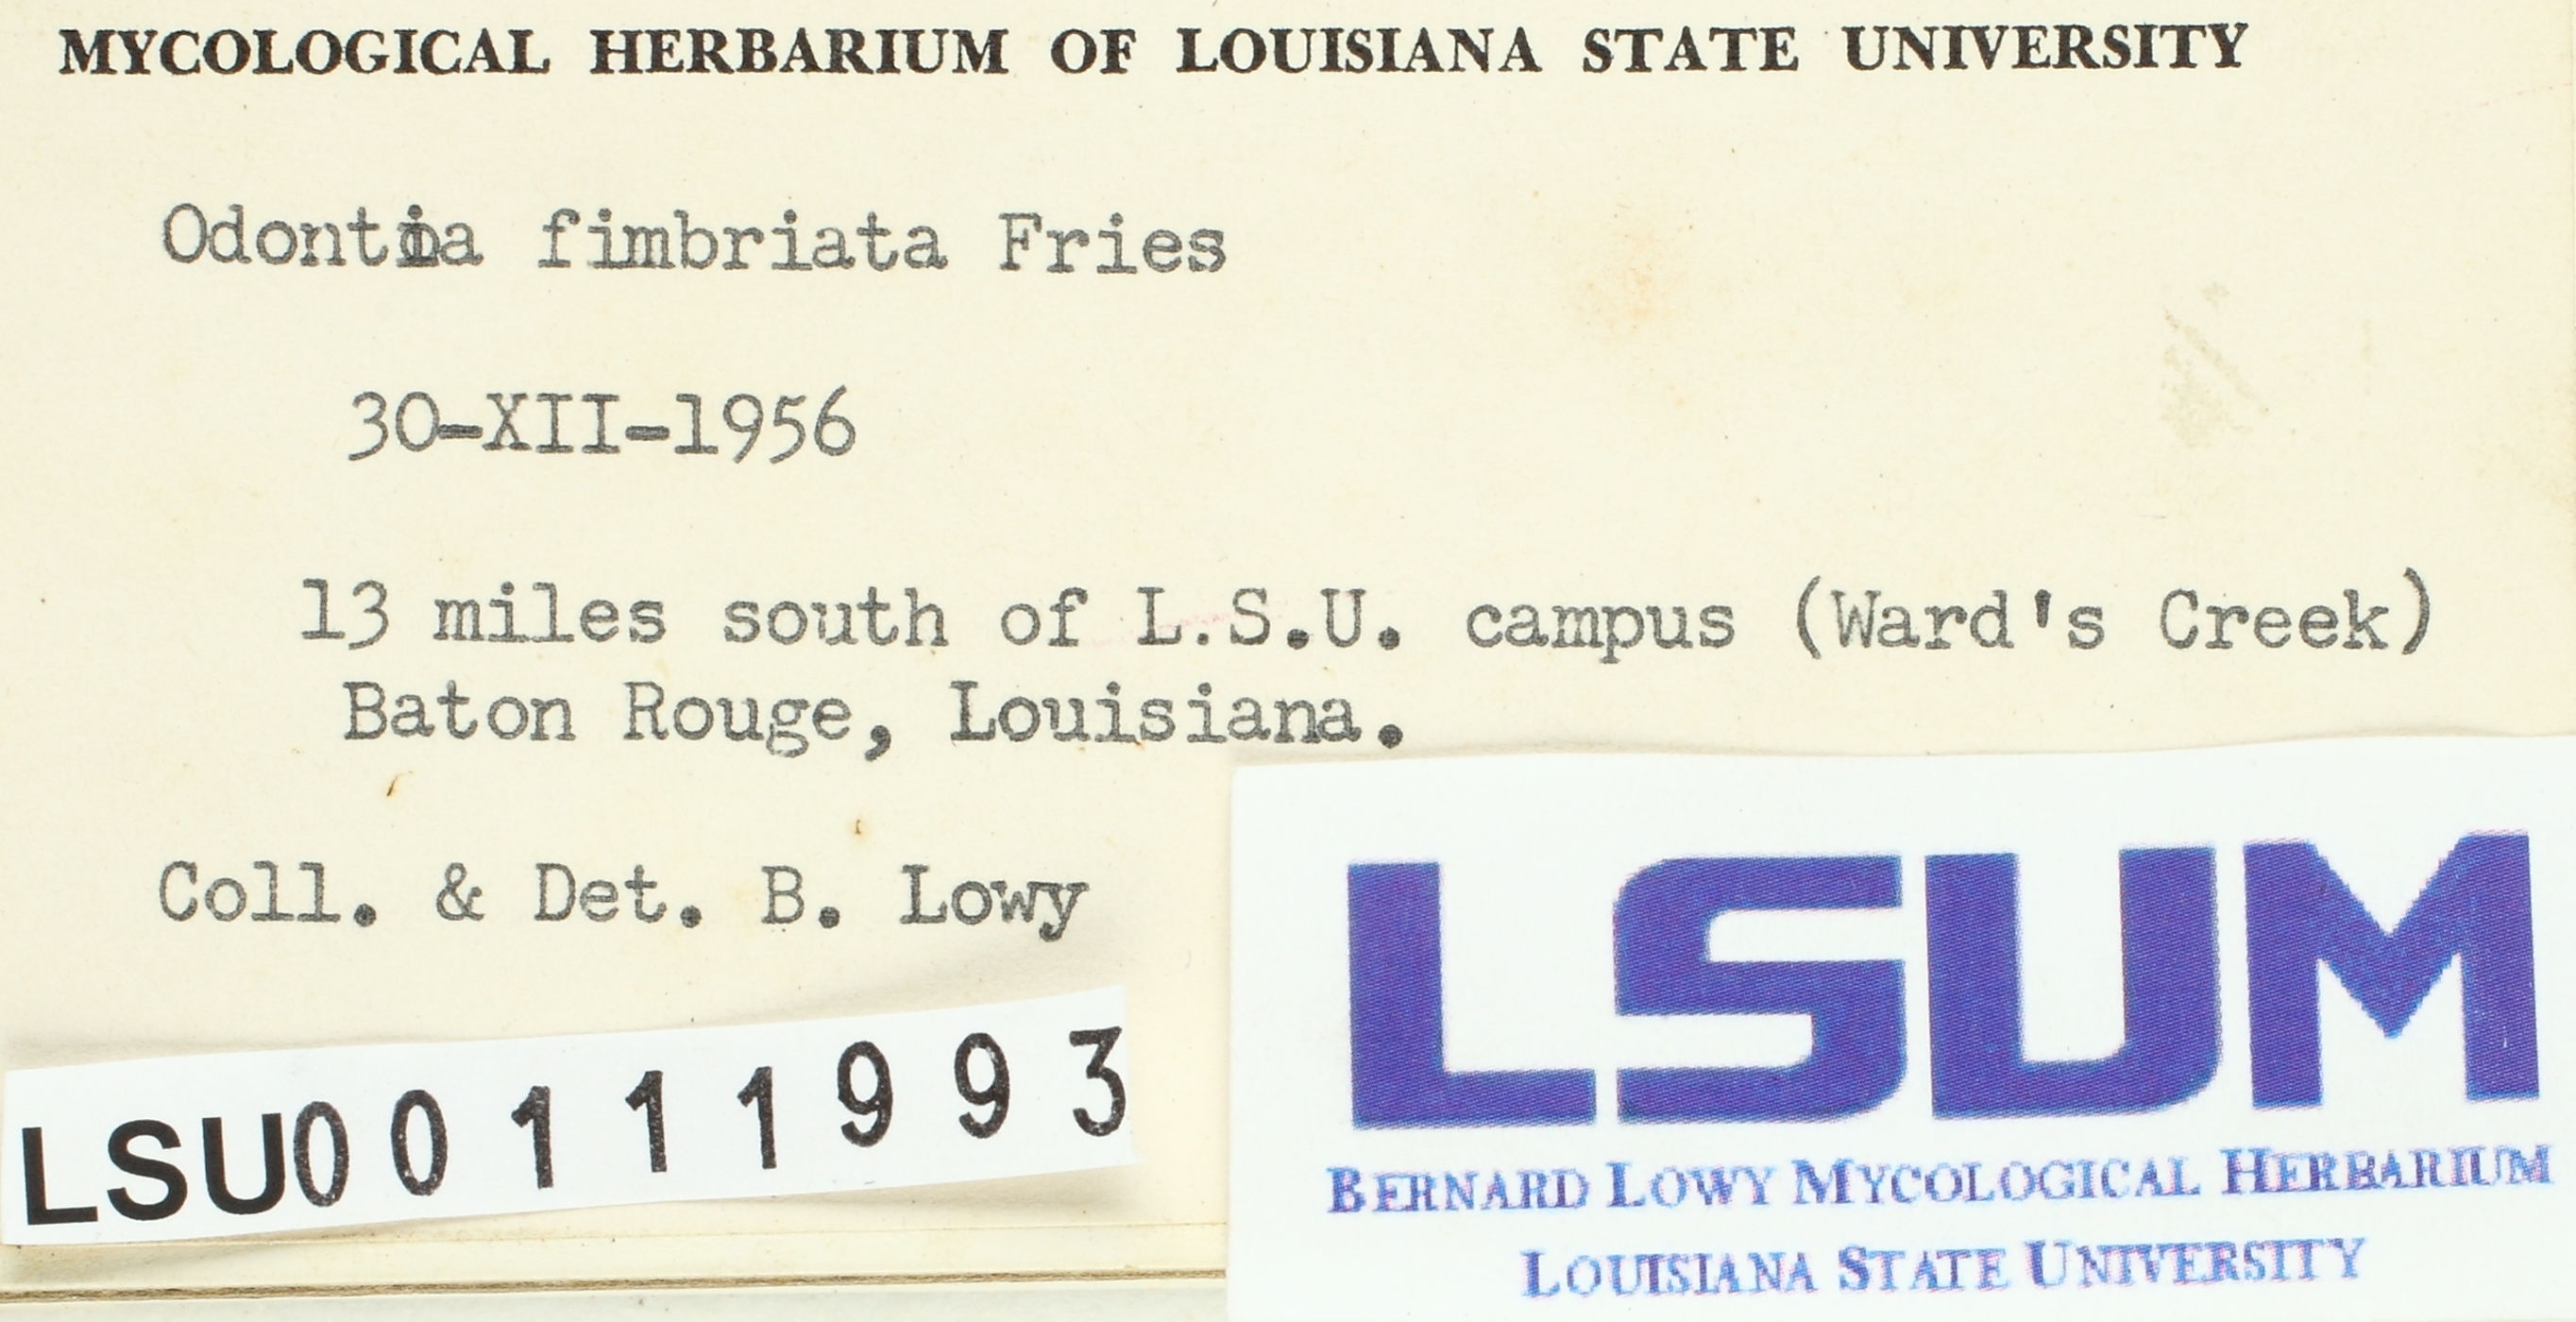 MYCOLOGICAL HERBARIUM OF LOUISIANA STATE UNIVERSITY
Odontia fimbriata Fries
30-XII-1956
13 miles south of L.S.U. campus (Ward's Creek)
Baton Rouge, Louisiana.
Coll. & Det. B. Lowy
LSU00111993
LSUM
BERNARD LOWY MYCOLOGICAL HERBARIUM
LOUISIANA STATE UNIVERSITY